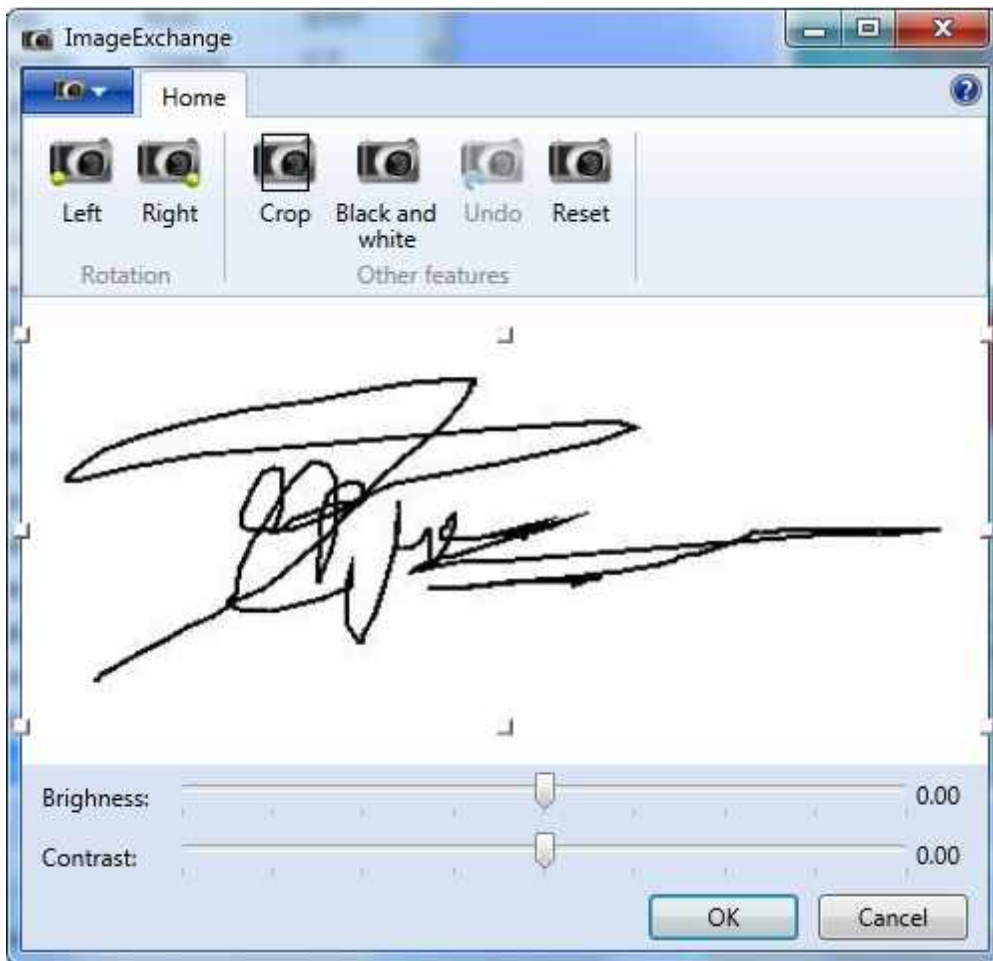 ImageExchange
Home
Left Right Crop Black and white Undo Reset
Rotation Other features
Brighness: 0.00
Contrast: 0.00
OK Cancel